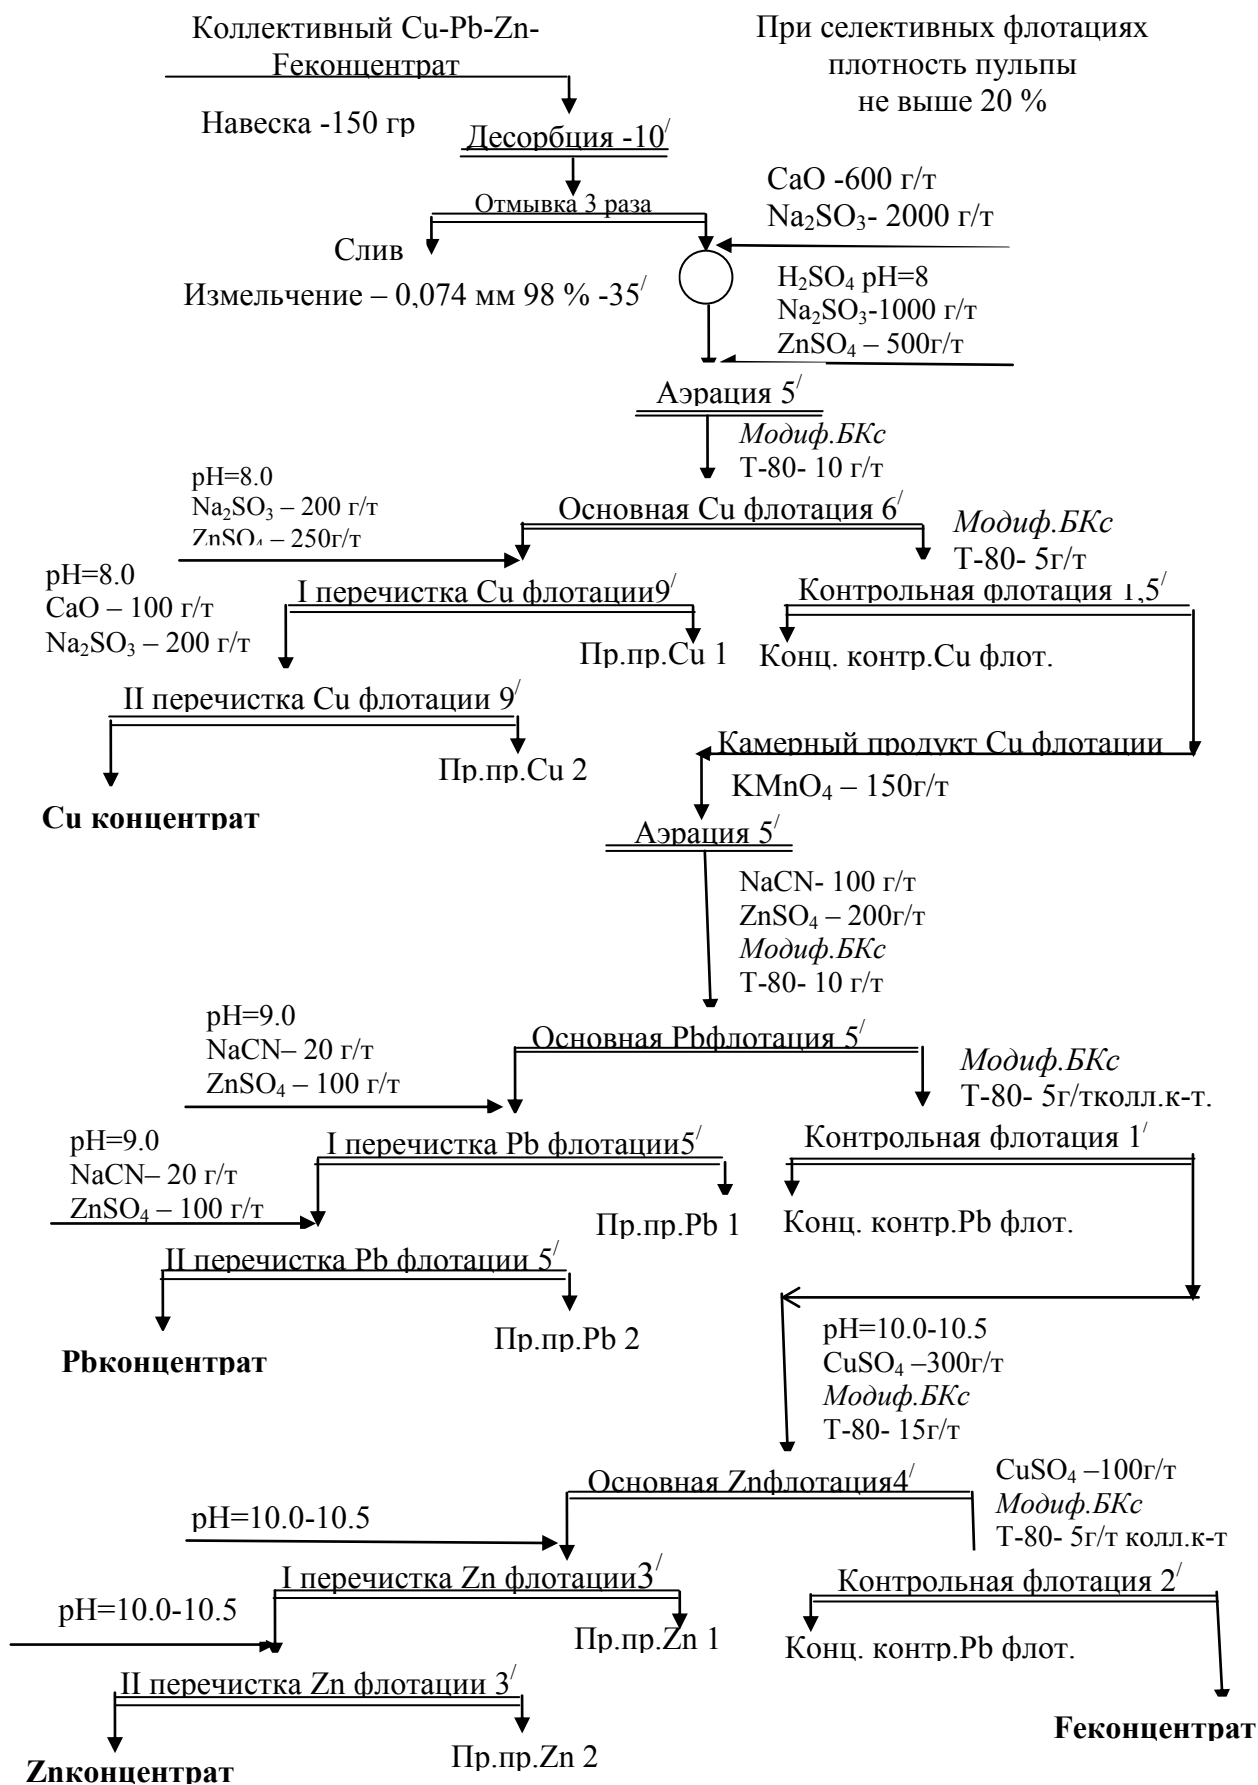 Коллективный Cu-Pb-Zn-
Feконцентрат
При селективных флотациях
плотность пульпы
не выше 20 %
Навеска -150 гр
Десорбция -10/
Отмывка 3 раза
CaO -600 г/т
Na2SO3- 2000 г/т
Слив
Измельчение – 0,074 мм 98 % -35/
H2SO4 pH=8
Na2SO3-1000 г/т
ZnSO4 – 500г/т
Аэрация 5/
Модиф.БКс
Т-80- 10 г/т
pH=8.0
Na2SO3 – 200 г/т
ZnSO4 – 250г/т
Основная Cu флотация 6/
Модиф.БКс
Т-80- 5г/т
pH=8.0
CaO – 100 г/т
Na2SO3 – 200 г/т
I перечистка Cu флотации9/
Контрольная флотация 1,5/
Пр.пр.Cu 1
Конц. контр.Cu флот.
II перечистка Cu флотации 9/
Пр.пр.Cu 2
Камерный продукт Cu флотации
KMnO4 – 150г/т
Cu концентрат
Аэрация 5/
NaCN- 100 г/т
ZnSO4 – 200г/т
Модиф.БКс
Т-80- 10 г/т
pH=9.0
NaCN– 20 г/т
ZnSO4 – 100 г/т
Основная Pbфлотация 5/
Модиф.БКс
Т-80- 5г/тколл.к-т.
pH=9.0
NaCN– 20 г/т
ZnSO4 – 100 г/т
I перечистка Pb флотации5/
Контрольная флотация 1/
Пр.пр.Pb 1
Конц. контр.Pb флот.
II перечистка Pb флотации 5/
Пр.пр.Pb 2
Pbконцентрат
pH=10.0-10.5
CuSO4 –300г/т
Модиф.БКс
Т-80- 15г/т
Основная Znфлотация4/
CuSO4 –100г/т
Модиф.БКс
Т-80- 5г/т колл.к-т
pH=10.0-10.5
I перечистка Zn флотации3/
Контрольная флотация 2/
pH=10.0-10.5
Пр.пр.Zn 1
Конц. контр.Pb флот.
II перечистка Zn флотации 3/
Пр.пр.Zn 2
Feконцентрат
Znконцентрат